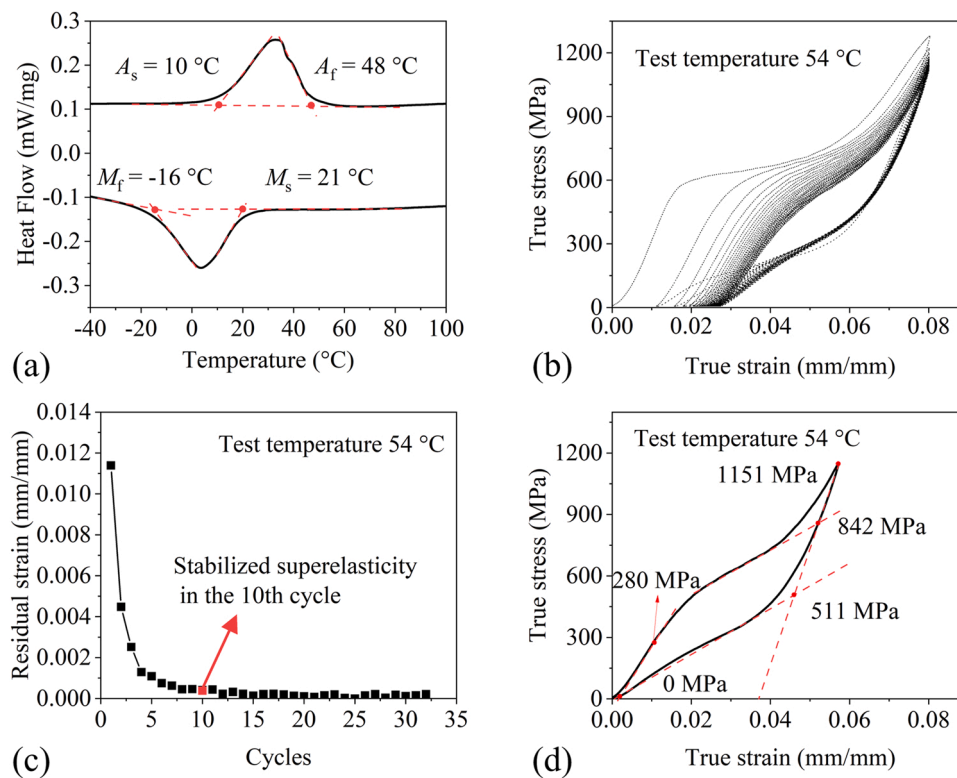 0.3
0.2
0.1
0.0
-0.1
-0.2
-0.3
Heat Flow (mW/mg)
As = 10 °C
Af = 48 °C
Mf = -16 °C
Ms = 21 °C
-40 -20 0 20 40 60 80 100
Temperature (°C)
(a)
1200
900
600
300
0
True stress (MPa)
Test temperature 54 °C
0.00 0.02 0.04 0.06 0.08
True strain (mm/mm)
(b)
0.014
0.012
0.010
0.008
0.006
0.004
0.002
0.000
Residual strain (mm/mm)
Test temperature 54 °C
Stabilized superelasticity
in the 10th cycle
0 5 10 15 20 25 30 35
Cycles
(c)
1200
900
600
300
0
True stress (MPa)
Test temperature 54 °C
1151 MPa
842 MPa
280 MPa
511 MPa
0 MPa
0.00 0.02 0.04 0.06 0.08
True strain (mm/mm)
(d)